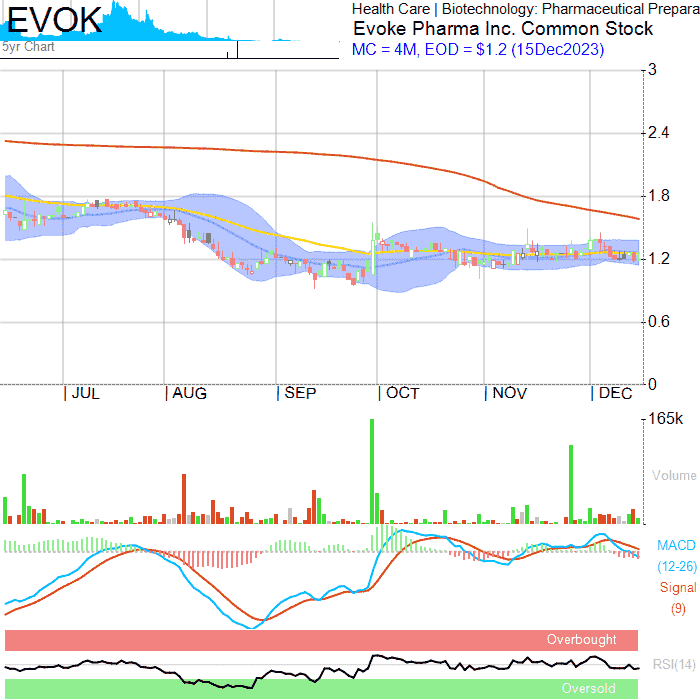 EVOK
5yr Chart
Health Care | Biotechnology: Pharmaceutical Prepara
Evoke Pharma Inc. Common Stock
MC = 4M, EOD = $1.2 (15Dec2023)
3
2.4
1.8
1.2
0.6
0
JUL AUG SEP OCT NOV DEC
165k
Volume
MACD
(12-26)
Signal
(9)
Overbought
RSI(14)
Oversold